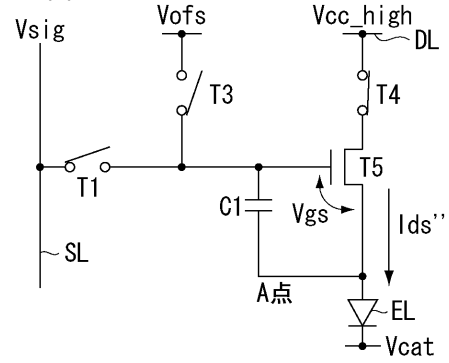 Vsig
Vofs
Vcc_high
DL
T3
T4
T1
T5
C1
Vgs
Ids''
SL
A点
EL
Vcat